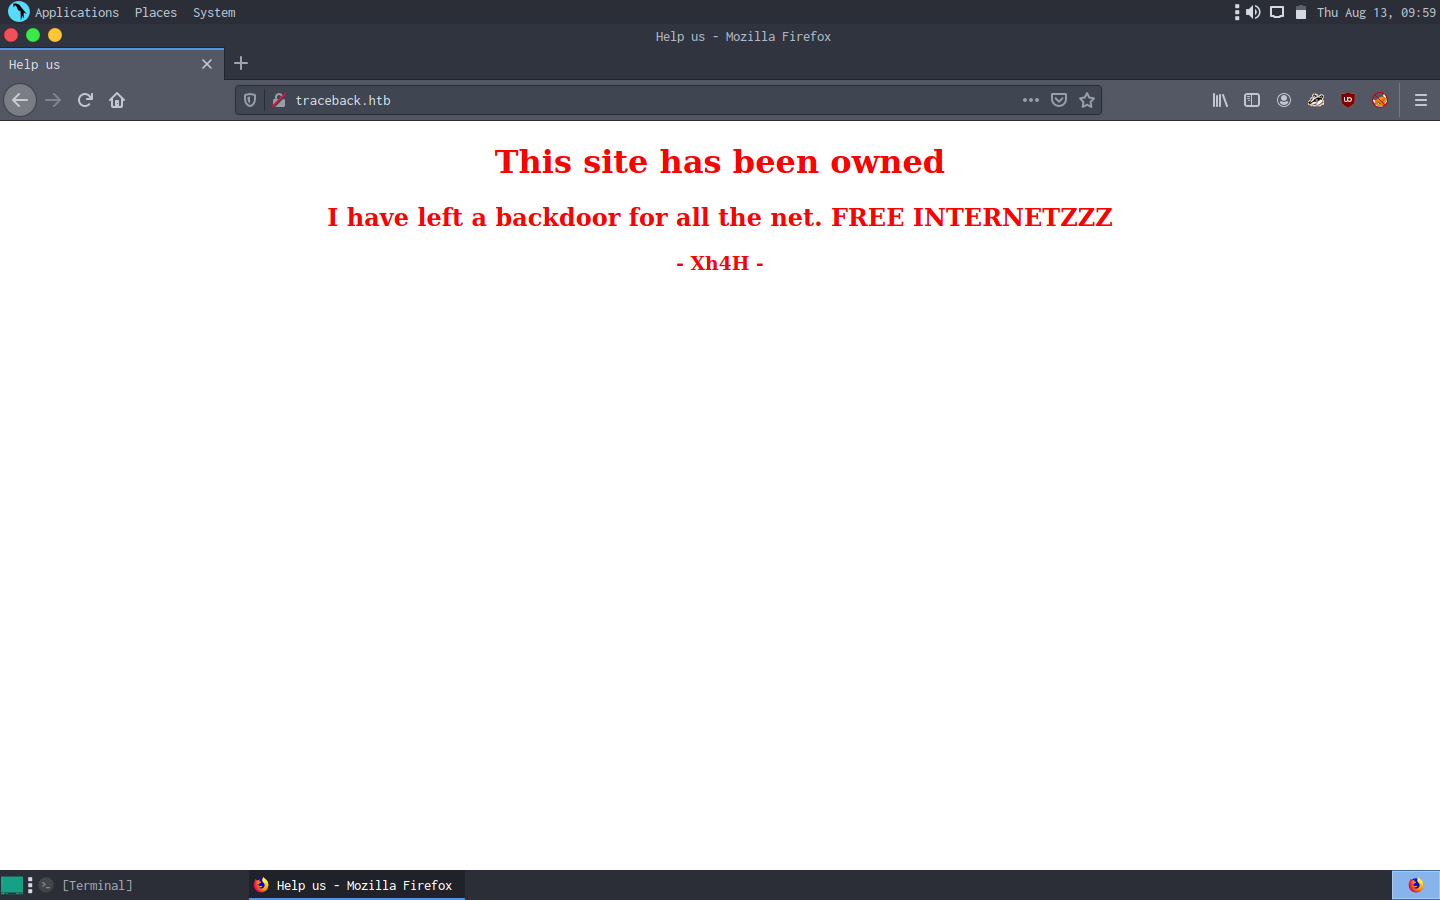 Applications Places System Thu Aug 13, 09:59
Help us - Mozilla Firefox
Help us
traceback.htb
This site has been owned
I have left a backdoor for all the net. FREE INTERNETZZZ
- Xh4H -
[Terminal] Help us - Mozilla Firefox